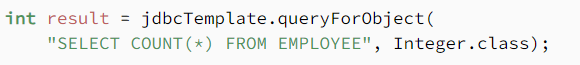 int result = jdbcTemplate.queryForObject(
    "SELECT COUNT(*) FROM EMPLOYEE", Integer.class);